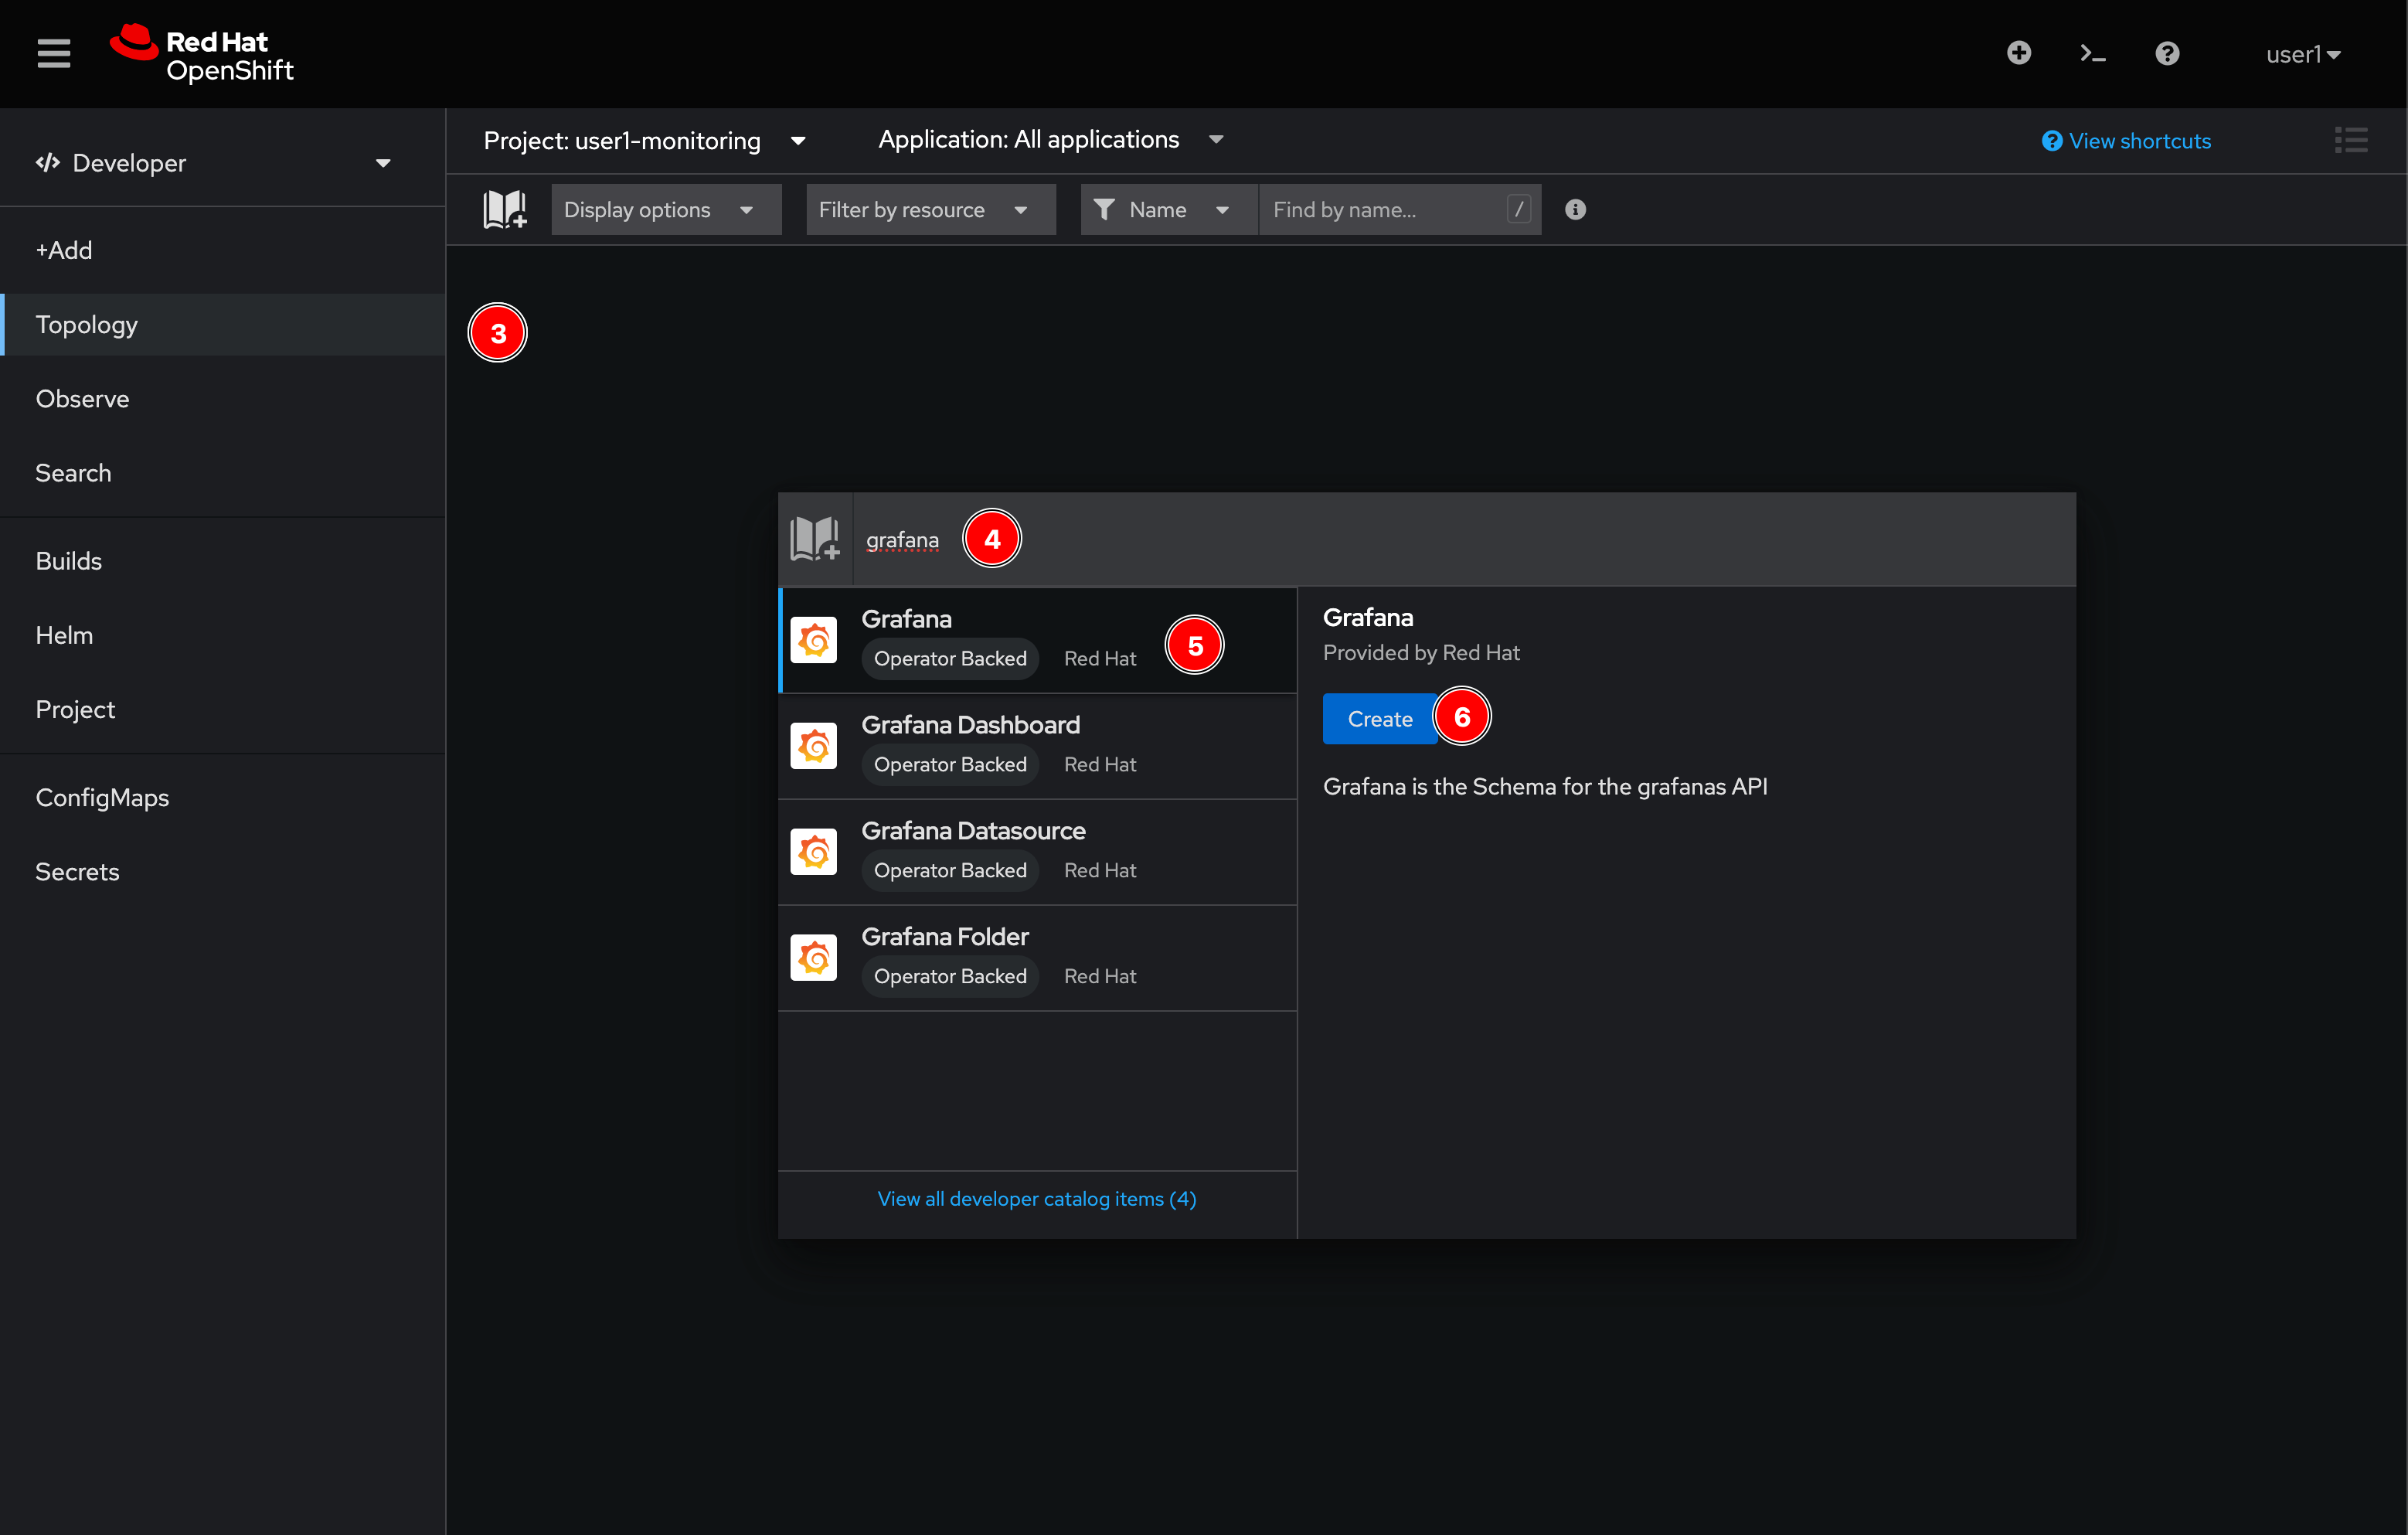 Red Hat
OpenShift
user1
Developer
Project: user1-monitoring
Application: All applications
View shortcuts
Display options
Filter by resource
Name
Find by name...
/
+Add
Topology
Observe
Search
Builds
Helm
Project
ConfigMaps
Secrets
3
grafana
4
Grafana
Operator Backed Red Hat
5
Grafana Dashboard
Operator Backed Red Hat
Grafana Datasource
Operator Backed Red Hat
Grafana Folder
Operator Backed Red Hat
View all developer catalog items (4)
Grafana
Provided by Red Hat
Create
6
Grafana is the Schema for the grafanas API